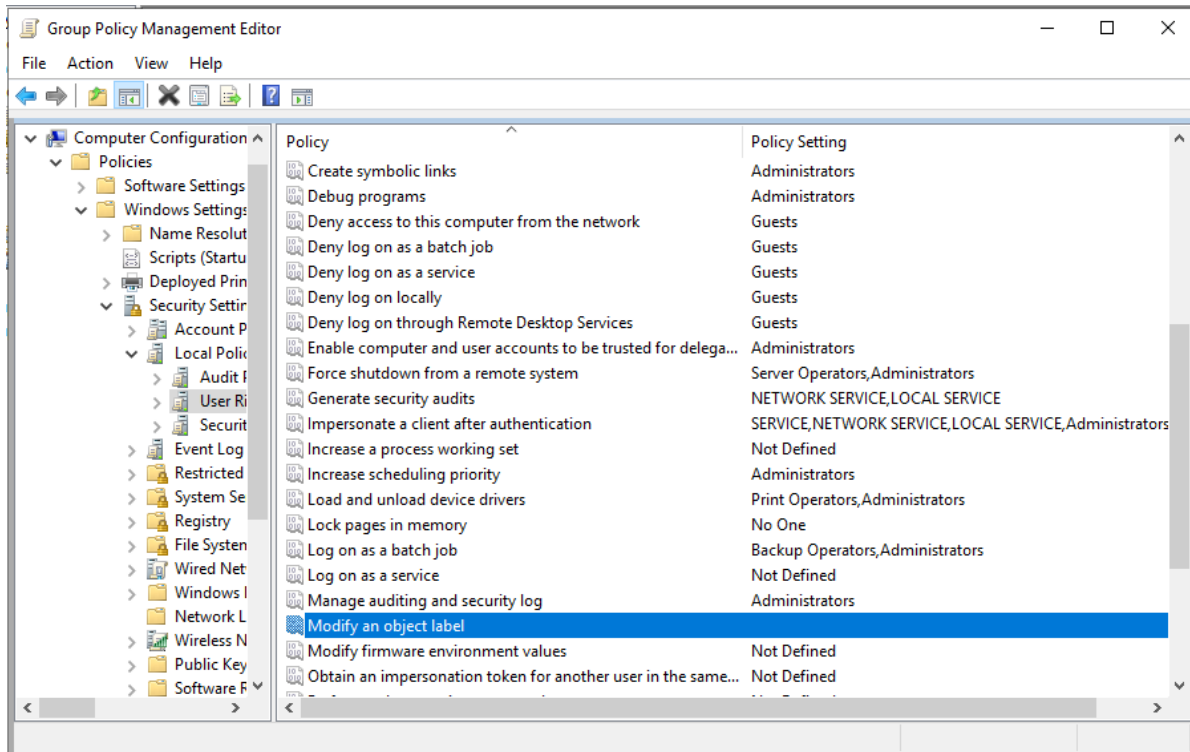 Group Policy Management Editor
File Action View Help
Computer Configuration
Policies
Software Settings
Windows Settings
Name Resolut
Scripts (Startu
Deployed Prin
Security Settin
Account P
Local Polic
Audit P
User Ri
Securit
Event Log
Restricted
System Se
Registry
File System
Wired Net
Windows
Network L
Wireless N
Public Key
Software R
Policy Policy Setting
Create symbolic links Administrators
Debug programs Administrators
Deny access to this computer from the network Guests
Deny log on as a batch job Guests
Deny log on as a service Guests
Deny log on locally Guests
Deny log on through Remote Desktop Services Guests
Enable computer and user accounts to be trusted for delega... Administrators
Force shutdown from a remote system Server Operators,Administrators
Generate security audits NETWORK SERVICE,LOCAL SERVICE
Impersonate a client after authentication SERVICE,NETWORK SERVICE,LOCAL SERVICE,Administrators
Increase a process working set Not Defined
Increase scheduling priority Administrators
Load and unload device drivers Print Operators,Administrators
Lock pages in memory No One
Log on as a batch job Backup Operators,Administrators
Log on as a service Not Defined
Manage auditing and security log Administrators
Modify an object label
Modify firmware environment values Not Defined
Obtain an impersonation token for another user in the same... Not Defined